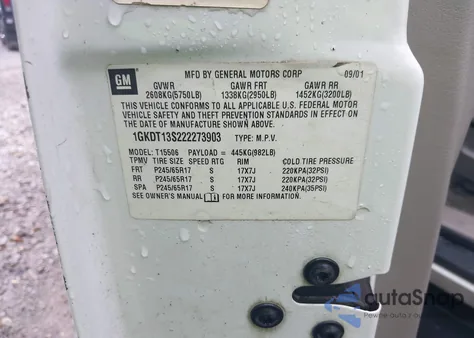 GM
MFD BY GENERAL MOTORS CORP 09/01
GVWR GAWR FRT GAWR RR
2608KG(5750LB) 1338KG(2950LB) 1452KG(3200LB)
THIS VEHICLE CONFORMS TO ALL APPLICABLE U.S. FEDERAL MOTOR
VEHICLE SAFETY AND THEFT PREVENTION STANDARDS IN EFFECT ON
THE DATE OF MANUFACTURE SHOWN ABOVE.
1GKDT13S222273903 TYPE: M.P.V.
MODEL: T15506 PAYLOAD = 445KG(982LB)
TPMV TIRE SIZE SPEED RTG RIM COLD TIRE PRESSURE
FRT P245/65R17 S 17X7J 220KPA(32PSI)
RR P245/65R17 S 17X7J 220KPA(32PSI)
SPA P245/65R17 S 17X7J 240KPA(35PSI)
SEE OWNER'S MANUAL FOR MORE INFORMATION.
autaSnap